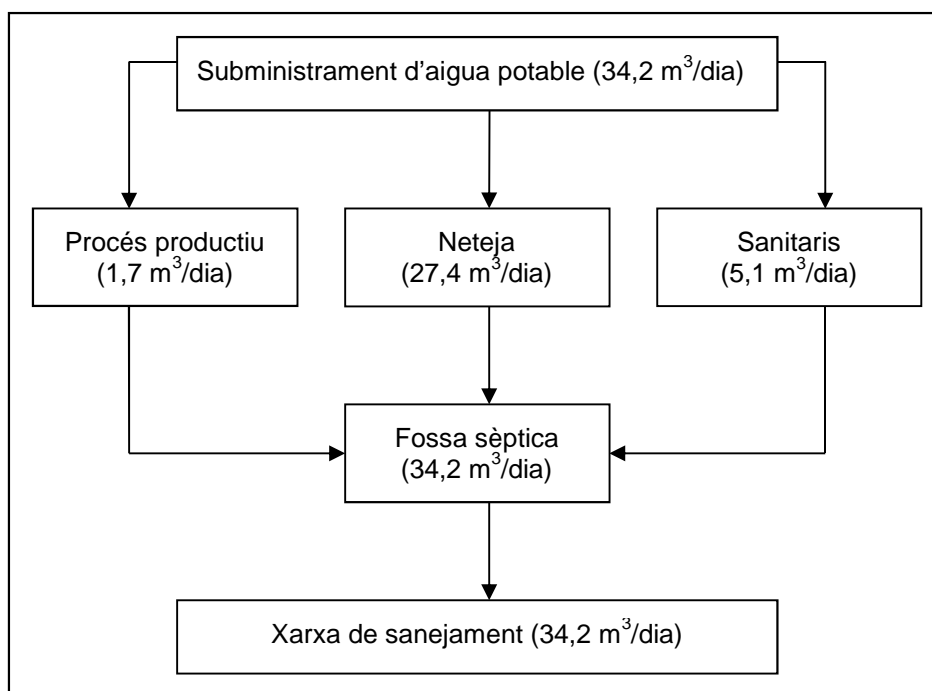 Subministrament d'aigua potable (34,2 m³/dia)
Procés productiu
(1,7 m³/dia)
Neteja
(27,4 m³/dia)
Sanitaris
(5,1 m³/dia)
Fossa sèptica
(34,2 m³/dia)
Xarxa de sanejament (34,2 m³/dia)